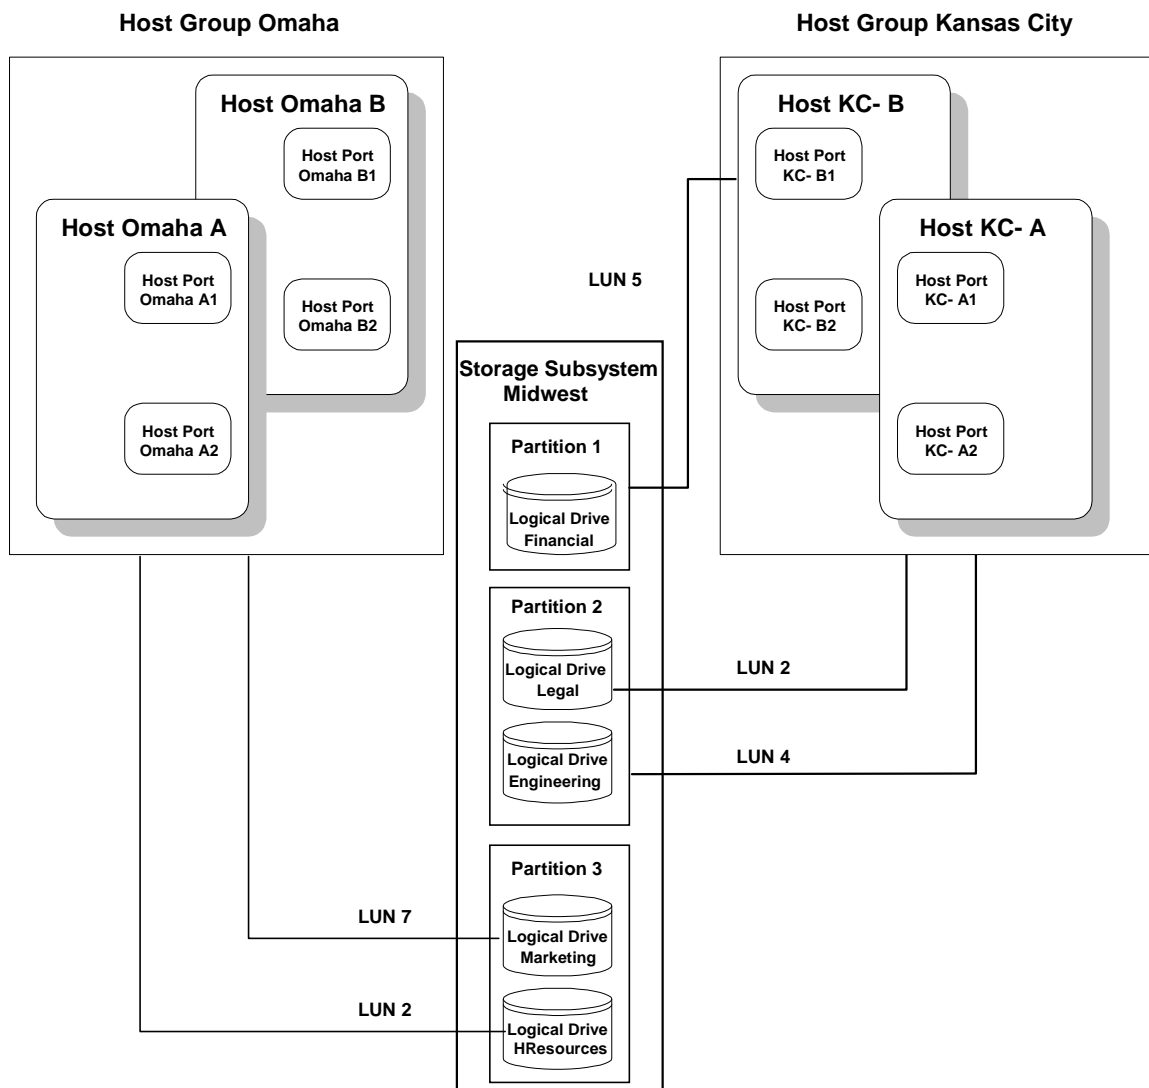 Host Group Omaha
Host Group Kansas City
Host Omaha B
Host Port
Omaha B1
Host Port
Omaha B2
Host Omaha A
Host Port
Omaha A1
Host Port
Omaha A2
Host KC- B
Host Port
KC- B1
Host Port
KC- B2
Host KC- A
Host Port
KC- A1
Host Port
KC- A2
LUN 5
Storage Subsystem
Midwest
Partition 1
Logical Drive
Financial
Partition 2
Logical Drive
Legal
LUN 2
Logical Drive
Engineering
LUN 4
Partition 3
LUN 7
Logical Drive
Marketing
LUN 2
Logical Drive
HResources